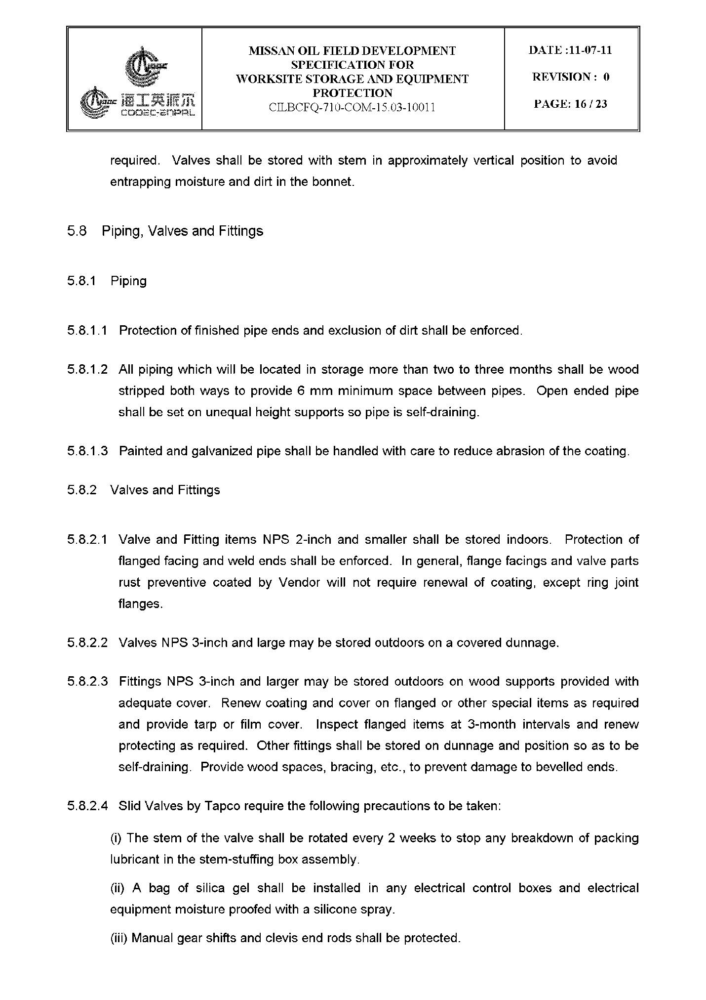 MISSAN OIL FIELD DEVELOPMENT
SPECIFICATION FOR
WORKSITE STORAGE AND EQUIPMENT
PROTECTION
CILBCFQ-710-COM-15.03-10011
DATE :11-07-11
REVISION : 0
PAGE: 16 / 23
海工英派尔
COOEC-ENPAL
required. Valves shall be stored with stem in approximately vertical position to avoid
entrapping moisture and dirt in the bonnet.
5.8 Piping, Valves and Fittings
5.8.1 Piping
5.8.1.1 Protection of finished pipe ends and exclusion of dirt shall be enforced.
5.8.1.2 All piping which will be located in storage more than two to three months shall be wood
stripped both ways to provide 6 mm minimum space between pipes. Open ended pipe
shall be set on unequal height supports so pipe is self-draining.
5.8.1.3 Painted and galvanized pipe shall be handled with care to reduce abrasion of the coating.
5.8.2 Valves and Fittings
5.8.2.1 Valve and Fitting items NPS 2-inch and smaller shall be stored indoors. Protection of
flanged facing and weld ends shall be enforced. In general, flange facings and valve parts
rust preventive coated by Vendor will not require renewal of coating, except ring joint
flanges.
5.8.2.2 Valves NPS 3-inch and large may be stored outdoors on a covered dunnage.
5.8.2.3 Fittings NPS 3-inch and larger may be stored outdoors on wood supports provided with
adequate cover. Renew coating and cover on flanged or other special items as required
and provide tarp or film cover. Inspect flanged items at 3-month intervals and renew
protecting as required. Other fittings shall be stored on dunnage and position so as to be
self-draining. Provide wood spaces, bracing, etc., to prevent damage to bevelled ends.
5.8.2.4 Slid Valves by Tapco require the following precautions to be taken:
(i) The stem of the valve shall be rotated every 2 weeks to stop any breakdown of packing
lubricant in the stem-stuffing box assembly.
(ii) A bag of silica gel shall be installed in any electrical control boxes and electrical
equipment moisture proofed with a silicone spray.
(iii) Manual gear shifts and clevis end rods shall be protected.